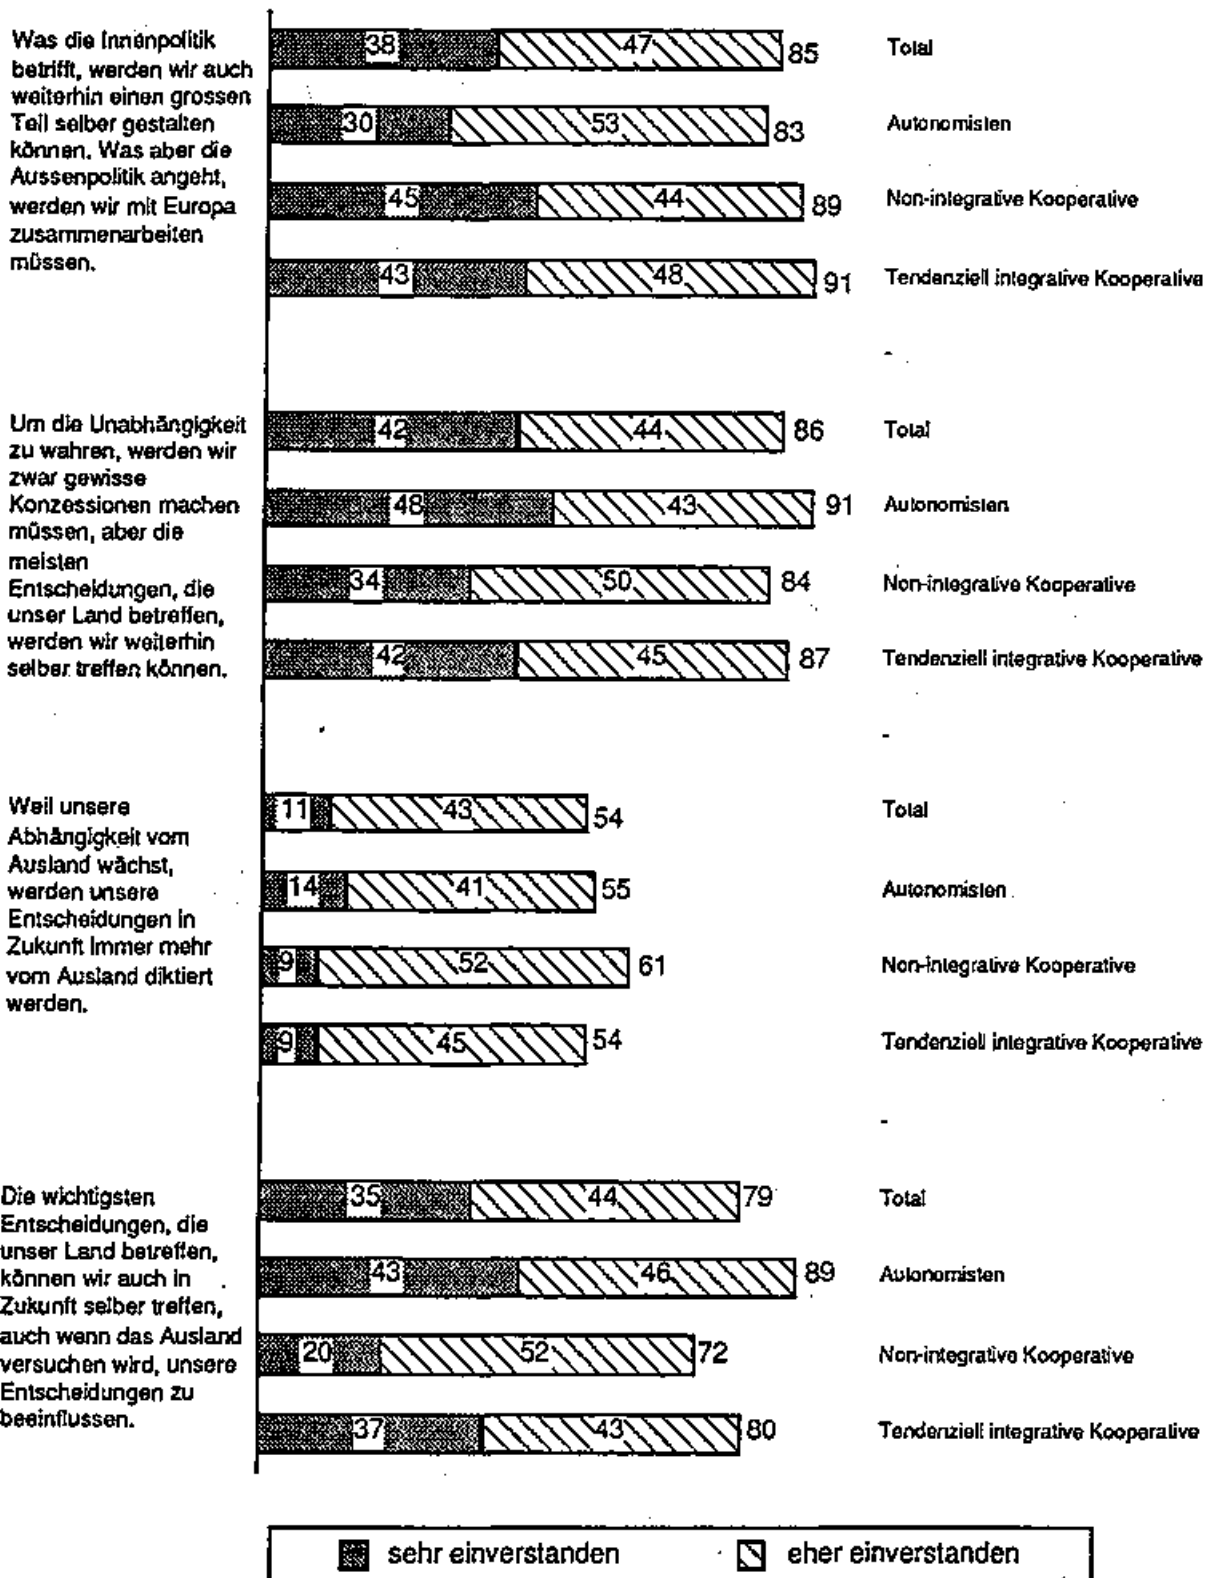 Was die Innenpolitik
betrifft, werden wir auch
weiterhin einen grossen
Teil selber gestalten
können. Was aber die
Aussenpolitik angeht,
werden wir mit Europa
zusammenarbeiten
müssen.
38 47 85 Total
30 53 83 Autonomisten
45 44 89 Non-integrative Kooperative
43 48 91 Tendenziell integrative Kooperative
-
Um die Unabhängigkeit
zu wahren, werden wir
zwar gewisse
Konzessionen machen
müssen, aber die
meisten
Entscheidungen, die
unser Land betreffen,
werden wir weiterhin
selber treffen können.
42 44 86 Total
48 43 91 Autonomisten
34 50 84 Non-integrative Kooperative
42 45 87 Tendenziell integrative Kooperative
-
Weil unsere
Abhängigkeit vom
Ausland wächst,
werden unsere
Entscheidungen in
Zukunft immer mehr
vom Ausland diktiert
werden.
11 43 54 Total
14 41 55 Autonomisten
9 52 61 Non-integrative Kooperative
9 45 54 Tendenziell integrative Kooperative
-
Die wichtigsten
Entscheidungen, die
unser Land betreffen,
können wir auch in
Zukunft selber treffen,
auch wenn das Ausland
versuchen wird, unsere
Entscheidungen zu
beeinflussen.
35 44 79 Total
43 46 89 Autonomisten
20 52 72 Non-integrative Kooperative
37 43 80 Tendenziell integrative Kooperative
sehr einverstanden eher einverstanden